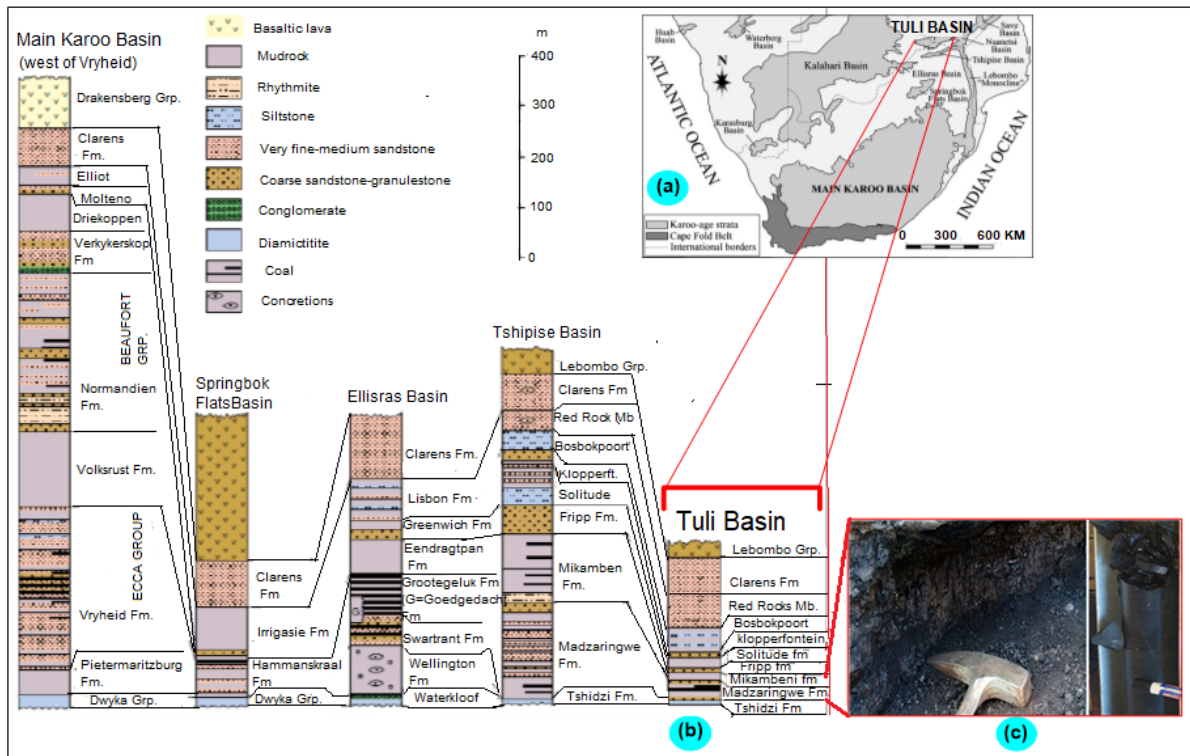 Main Karoo Basin
(west of Vryheid)
Drakensberg Grp.
Clarens
Fm.
Elliot
Molteno
Driekoppen
Verkykerskop
Fm
BEAUFORT
GRP.
Normandien
Fm.
Volksrust Fm.
ECCA GROUP
Vryheid Fm.
Pietermaritzburg
Fm
Dwyka Grp.
Basaltic lava
Mudrock
Rhythmite
Siltstone
Very fine-medium sandstone
Coarse sandstone-granulestone
Conglomerate
Diamictitite
Coal
Concretions
m
400
300
200
100
0
Huab
Basin
Waterberg
Basin
TULI BASIN
Save
Basin
Nuanetsi
Basin
Tshipise Basin
Kalahari Basin
Ellisras Basin
Lebombo
"Monocline"
Springbok
Flats Basin
N
ATLANTIC OCEAN
Karasburg
Basin
INDIAN OCEAN
(a)
MAIN KAROO BASIN
Karoo-age strata
Cape Fold Belt
International borders
0 300 600 KM
Springbok
FlatsBasin
Clarens
Fm
Irrigasie Fm
Hammanskraal
Fm
Dwyka Grp.
Ellisras Basin
Clarens Fm.
Lisbon Fm
Greenwich Fm
Eendragtpan
Fm
Grootegeluk Fm
G
G=Goedgedacht
Fm
Swartrant Fm
Wellington
Fm
Waterkloof
Tshipise Basin
Lebombo Grp.
Clarens Fm
Red Rock Mb
Bosbokpoort
Klopperft.
Solitude
Fripp Fm.
Mikamben
Fm.
Madzaringwe
Fm.
Tshidzi Fm.
Tuli Basin
Lebombo Grp.
Clarens Fm
Red Rocks Mb.
Bosbokpoort
klopperfontein
Solitude fm
Fripp fm
Mikambeni fm
Madzaringwe Fm
Tshidzi Fm
(b)
(c)